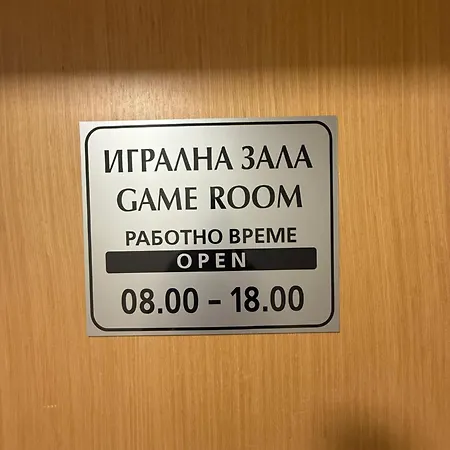 ИГРАЛНА ЗАЛА
GAME ROOM
РАБОТНО ВРЕМЕ
OPEN
08.00 - 18.00